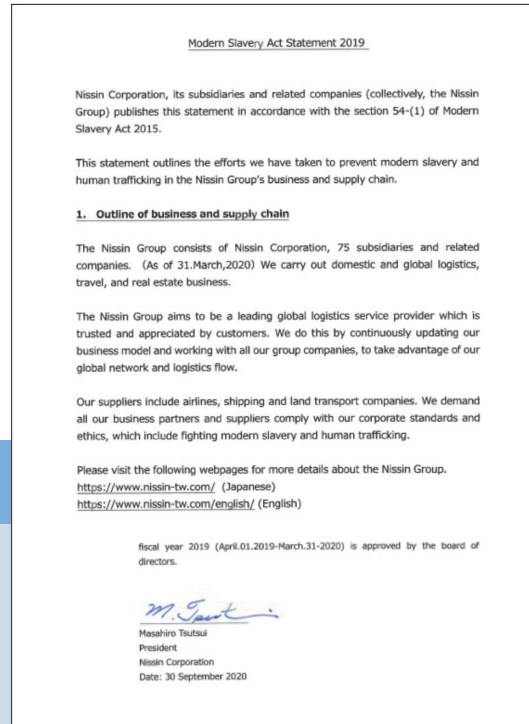 Modern Slavery Act Statement 2019
Nissin Corporation, its subsidiaries and related companies (collectively, the Nissin
Group) publishes this statement in accordance with the section 54-(1) of Modern
Slavery Act 2015.
This statement outlines the efforts we have taken to prevent modern slavery and
human trafficking in the Nissin Group's business and supply chain.
1. Outline of business and supply chain
The Nissin Group consists of Nissin Corporation, 75 subsidiaries and related
companies. (As of 31.March,2020) We carry out domestic and global logistics,
travel, and real estate business.
The Nissin Group aims to be a leading global logistics service provider which is
trusted and appreciated by customers. We do this by continuously updating our
business model and working with all our group companies, to take advantage of our
global network and logistics flow.
Our suppliers include airlines, shipping and land transport companies. We demand
all our business partners and suppliers comply with our corporate standards and
ethics, which include fighting modern slavery and human trafficking.
Please visit the following webpages for more details about the Nissin Group.
https://www.nissin-tw.com/ (Japanese)
https://www.nissin-tw.com/english/ (English)
fiscal year 2019 (April.01.2019-March.31-2020) is approved by the board of
directors.
Masahiro Tsutsui
President
Nissin Corporation
Date: 30 September 2020